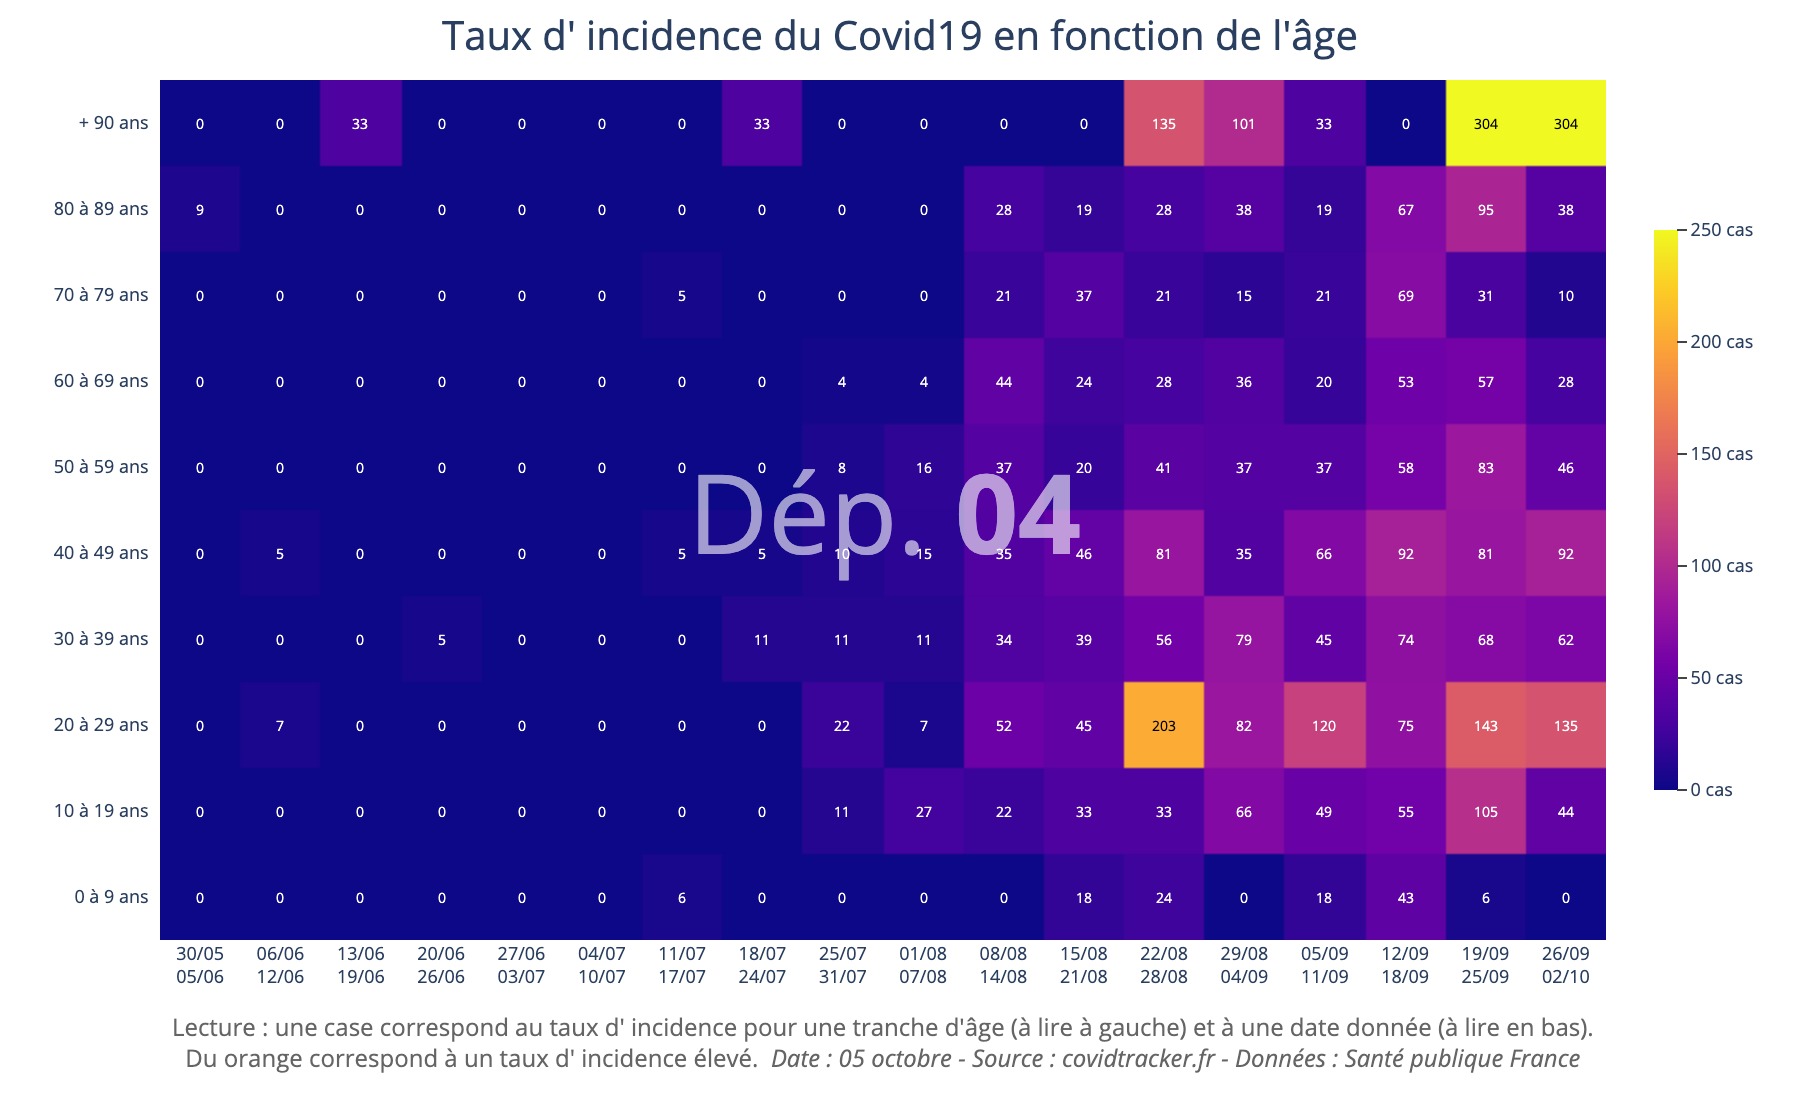 Taux d' incidence du Covid19 en fonction de l'âge
+ 90 ans 0 0 33 0 0 0 0 33 0 0 0 0 135 101 33 0 304 304
80 à 89 ans 9 0 0 0 0 0 0 0 0 0 28 19 28 38 19 67 95 38
70 à 79 ans 0 0 0 0 0 0 5 0 0 0 21 37 21 15 21 69 31 10
60 à 69 ans 0 0 0 0 0 0 0 0 4 4 44 24 28 36 20 53 57 28
50 à 59 ans 0 0 0 0 0 0 0 0 8 16 37 20 41 37 37 58 83 46
Dép. 04
40 à 49 ans 0 5 0 0 0 0 5 5 10 15 35 46 81 35 66 92 81 92
30 à 39 ans 0 0 0 5 0 0 0 11 11 11 34 39 56 79 45 74 68 62
20 à 29 ans 0 7 0 0 0 0 0 0 22 7 52 45 203 82 120 75 143 135
10 à 19 ans 0 0 0 0 0 0 0 0 11 27 22 33 33 66 49 55 105 44
0 à 9 ans 0 0 0 0 0 0 6 0 0 0 0 18 24 0 18 43 6 0
30/05 06/06 13/06 20/06 27/06 04/07 11/07 18/07 25/07 01/08 08/08 15/08 22/08 29/08 05/09 12/09 19/09 26/09
05/06 12/06 19/06 26/06 03/07 10/07 17/07 24/07 31/07 07/08 14/08 21/08 28/08 04/09 11/09 18/09 25/09 02/10
250 cas
200 cas
150 cas
100 cas
50 cas
0 cas
Lecture : une case correspond au taux d' incidence pour une tranche d'âge (à lire à gauche) et à une date donnée (à lire en bas).
Du orange correspond à un taux d' incidence élevé. Date : 05 octobre - Source : covidtracker.fr - Données : Santé publique France